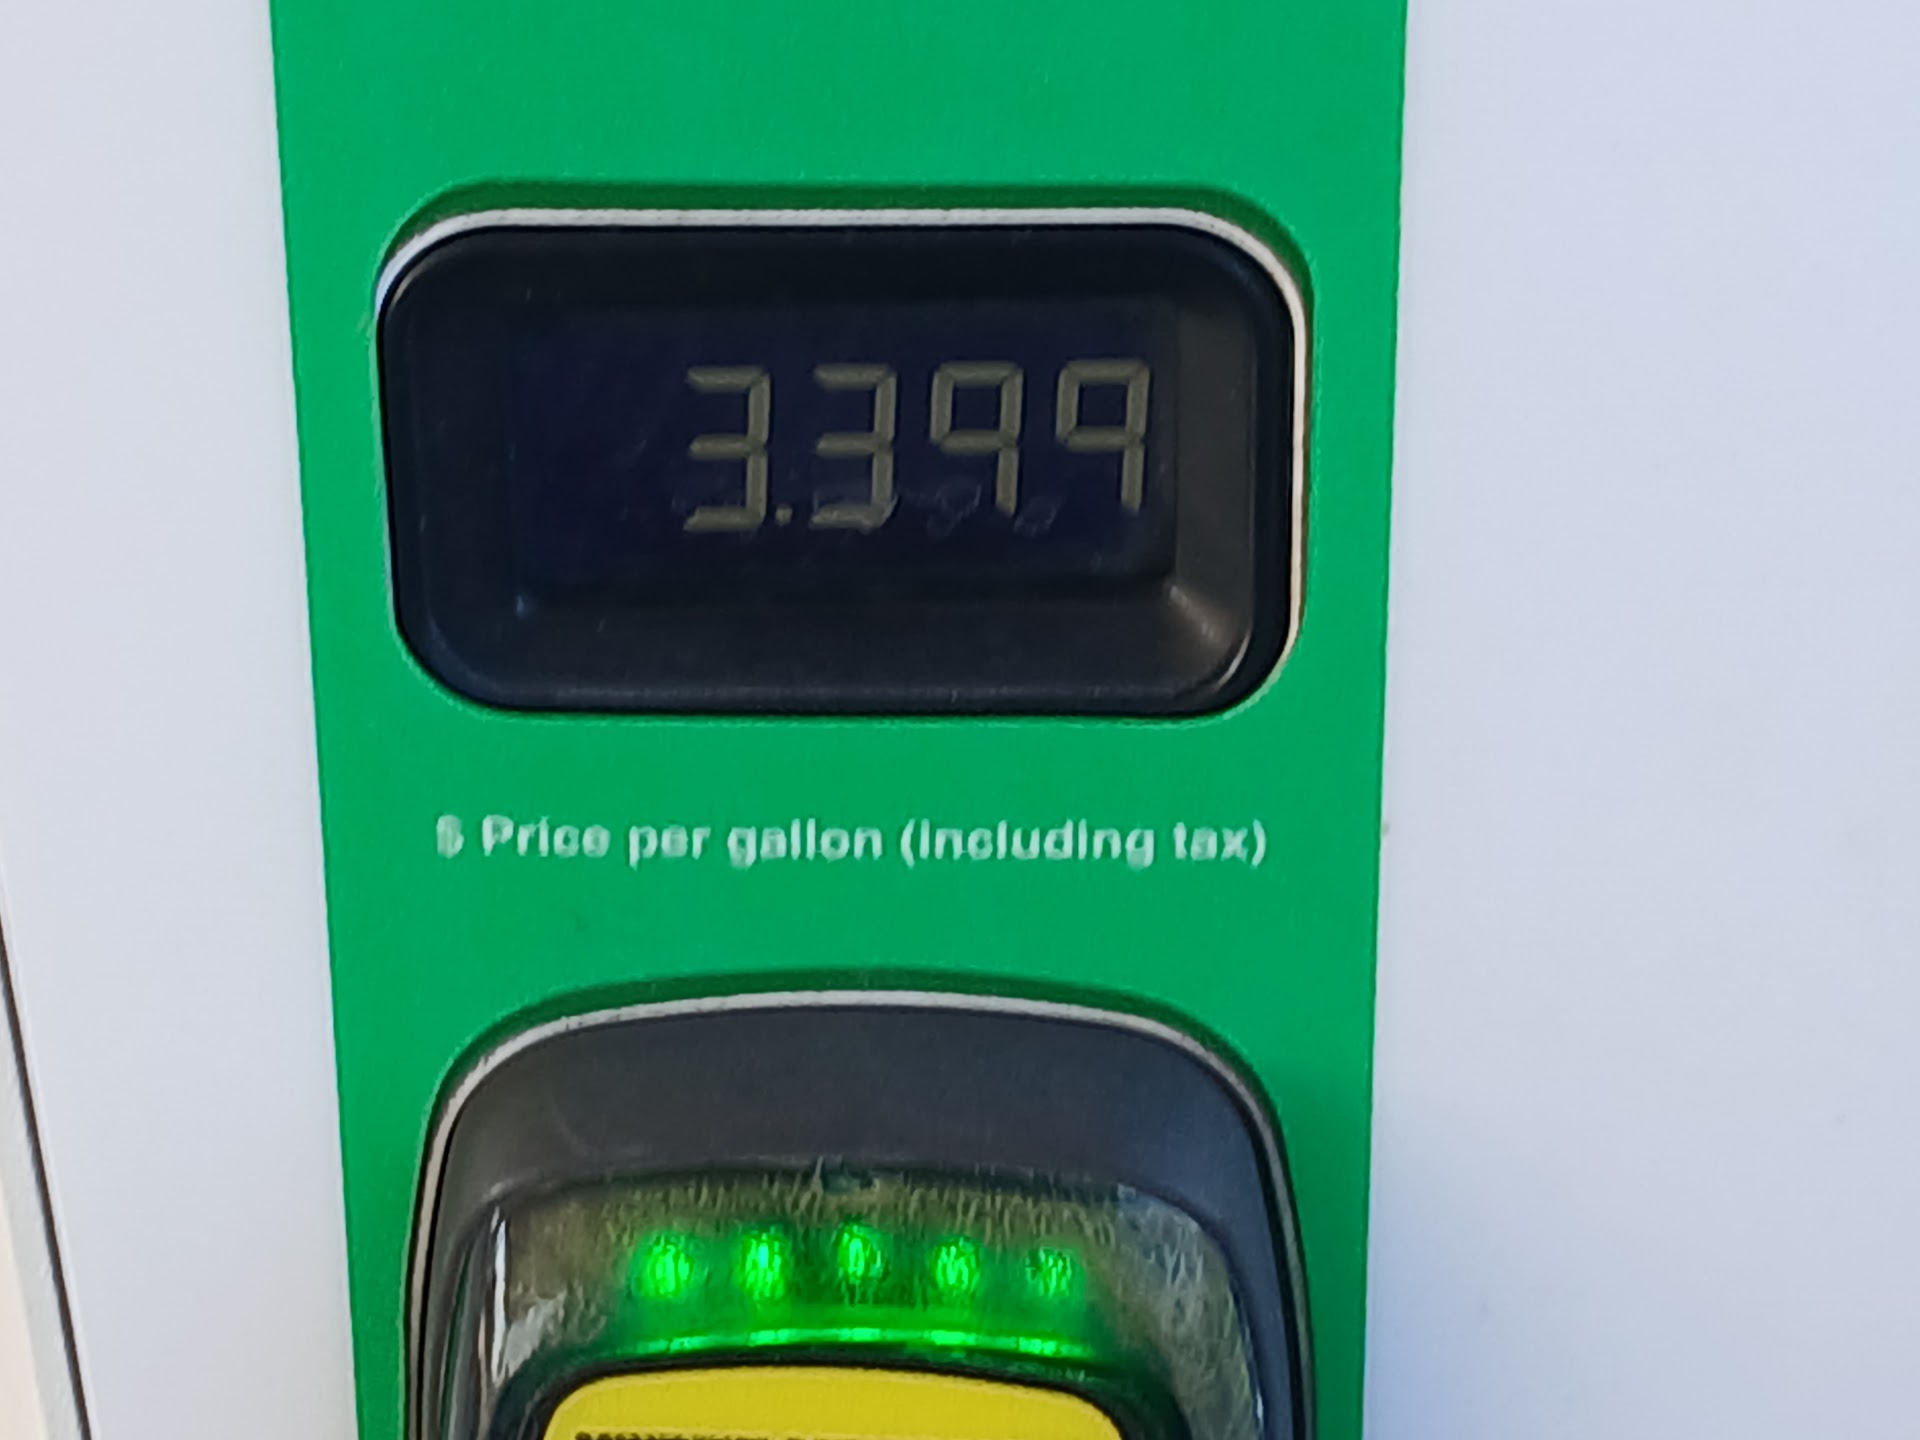 3.399
$ Price per gallon (including tax)